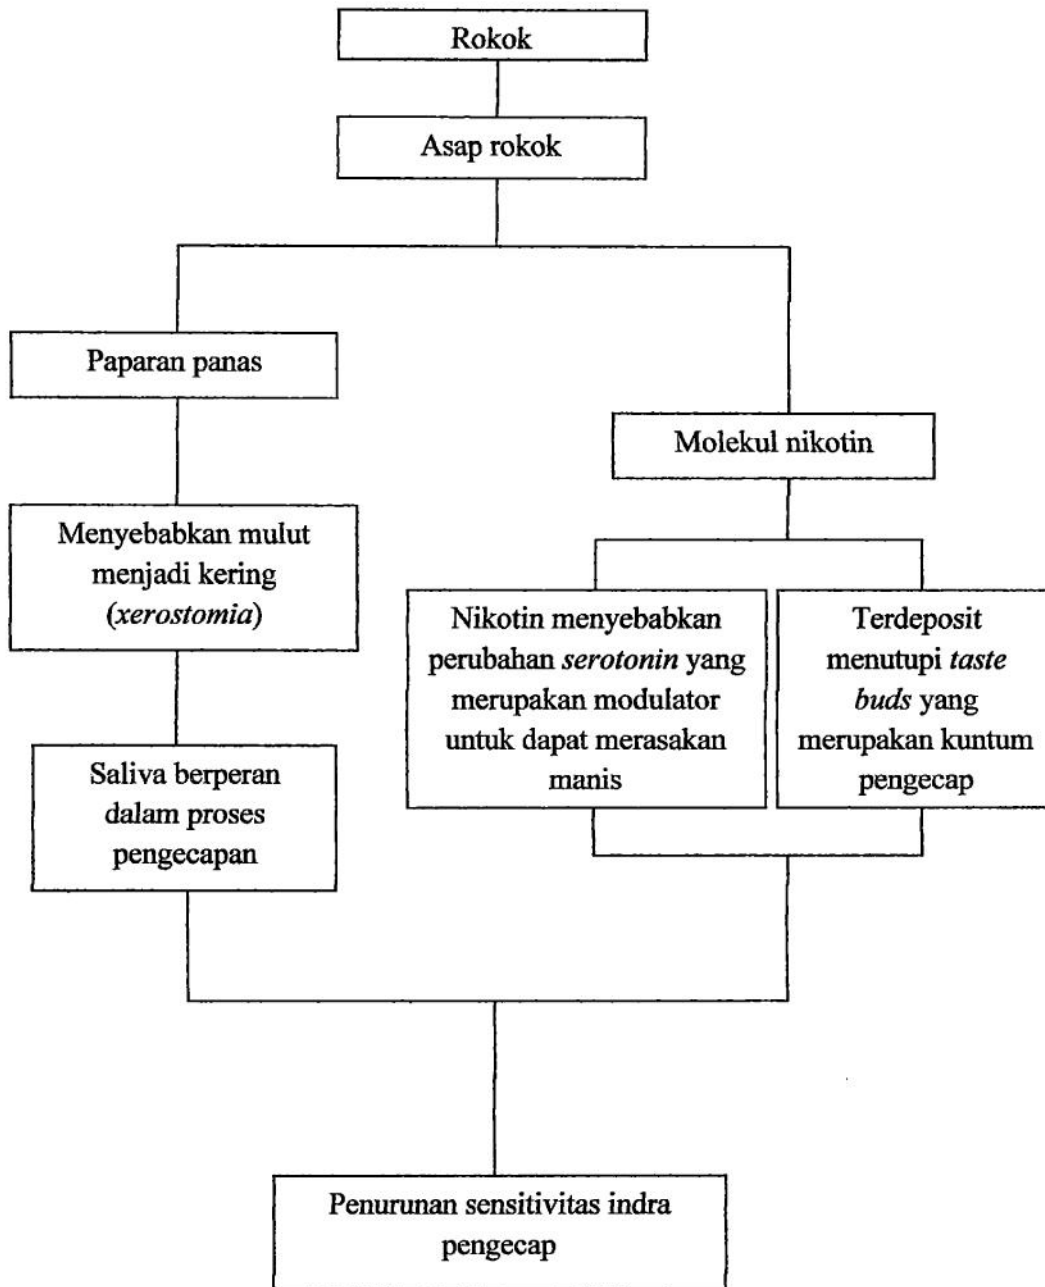 Rokok
Asap rokok
Paparan panas
Molekul nikotin
Menyebabkan mulut
menjadi kering
(xerostomia)
Nikotin menyebabkan
perubahan serotonin yang
merupakan modulator
untuk dapat merasakan
manis
Terdeposit
menutupi taste
buds yang
merupakan kuntum
pengecap
Saliva berperan
dalam proses
pengecapan
Penurunan sensitivitas indra
pengecap